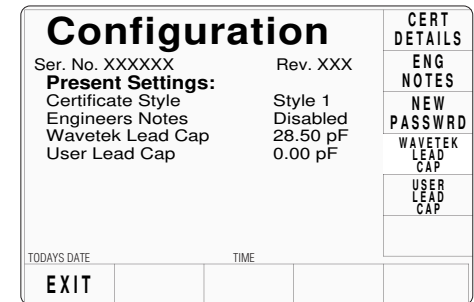 Configuration
Ser. No. XXXXXX Rev. XXX
Present Settings:
Certificate Style Style 1
Engineers Notes Disabled
Wavetek Lead Cap 28.50 pF
User Lead Cap 0.00 pF
TODAYS DATE TIME
EXIT
CERT
DETAILS
ENG
NOTES
NEW
PASSWRD
WAVETEK
LEAD
CAP
USER
LEAD
CAP